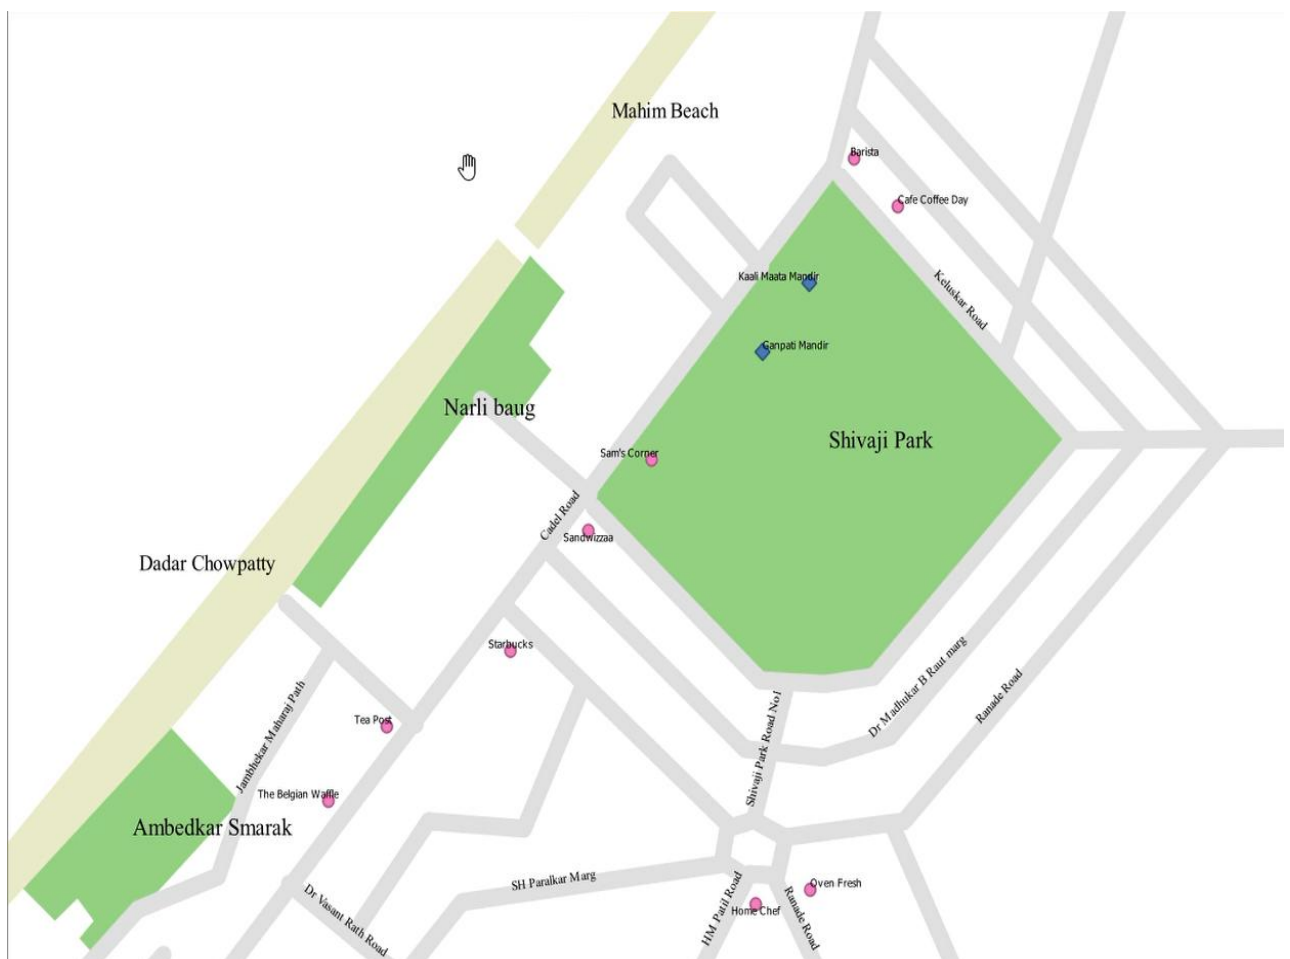 Mahim Beach
Barista
Cafe Coffee Day
Kaali Maata Mandir
Keluskar Road
Ganpati Mandir
Narli baug
Shivaji Park
Sam's Corner
Cadel Road
Sandwizzaa
Dadar Chowpatty
Starbucks
Dr Madhukar B Raut marg
Ranade Road
Jambhekar Maharaj Path
Tea Post
Shivaji Park Road No1
The Belgian Waffle
Ambedkar Smarak
SH Paralkar Marg
Oven Fresh
Dr Vasant Rath Road
HM Patil Road
Home Chef
Ranade Road